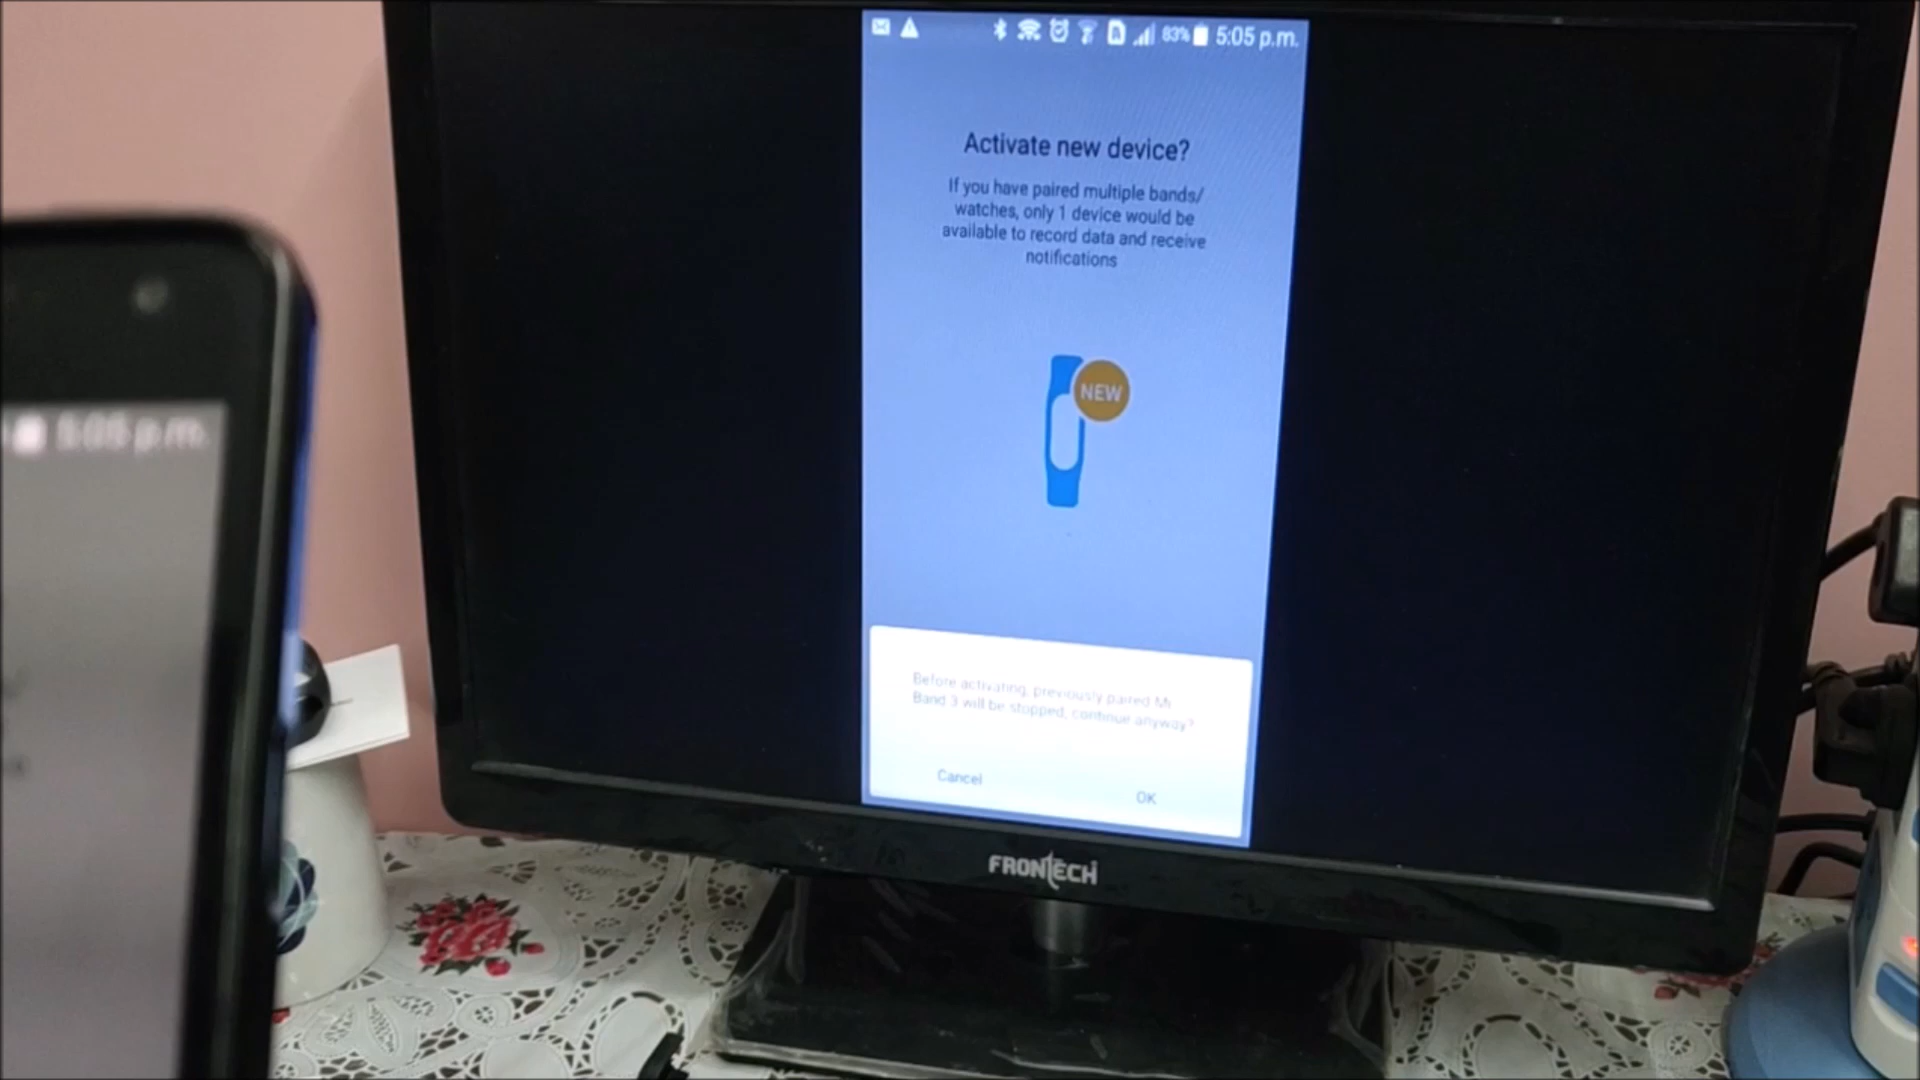 83% 5:05 p.m.
Activate new device?
If you have paired multiple bands/
watches, only 1 device would be
available to record data and receive
notifications
NEW
Before activating, previously paired Mi
Band 3 will be stopped, continue anyway?
Cancel
OK
FRONTECH
5:05 p.m.